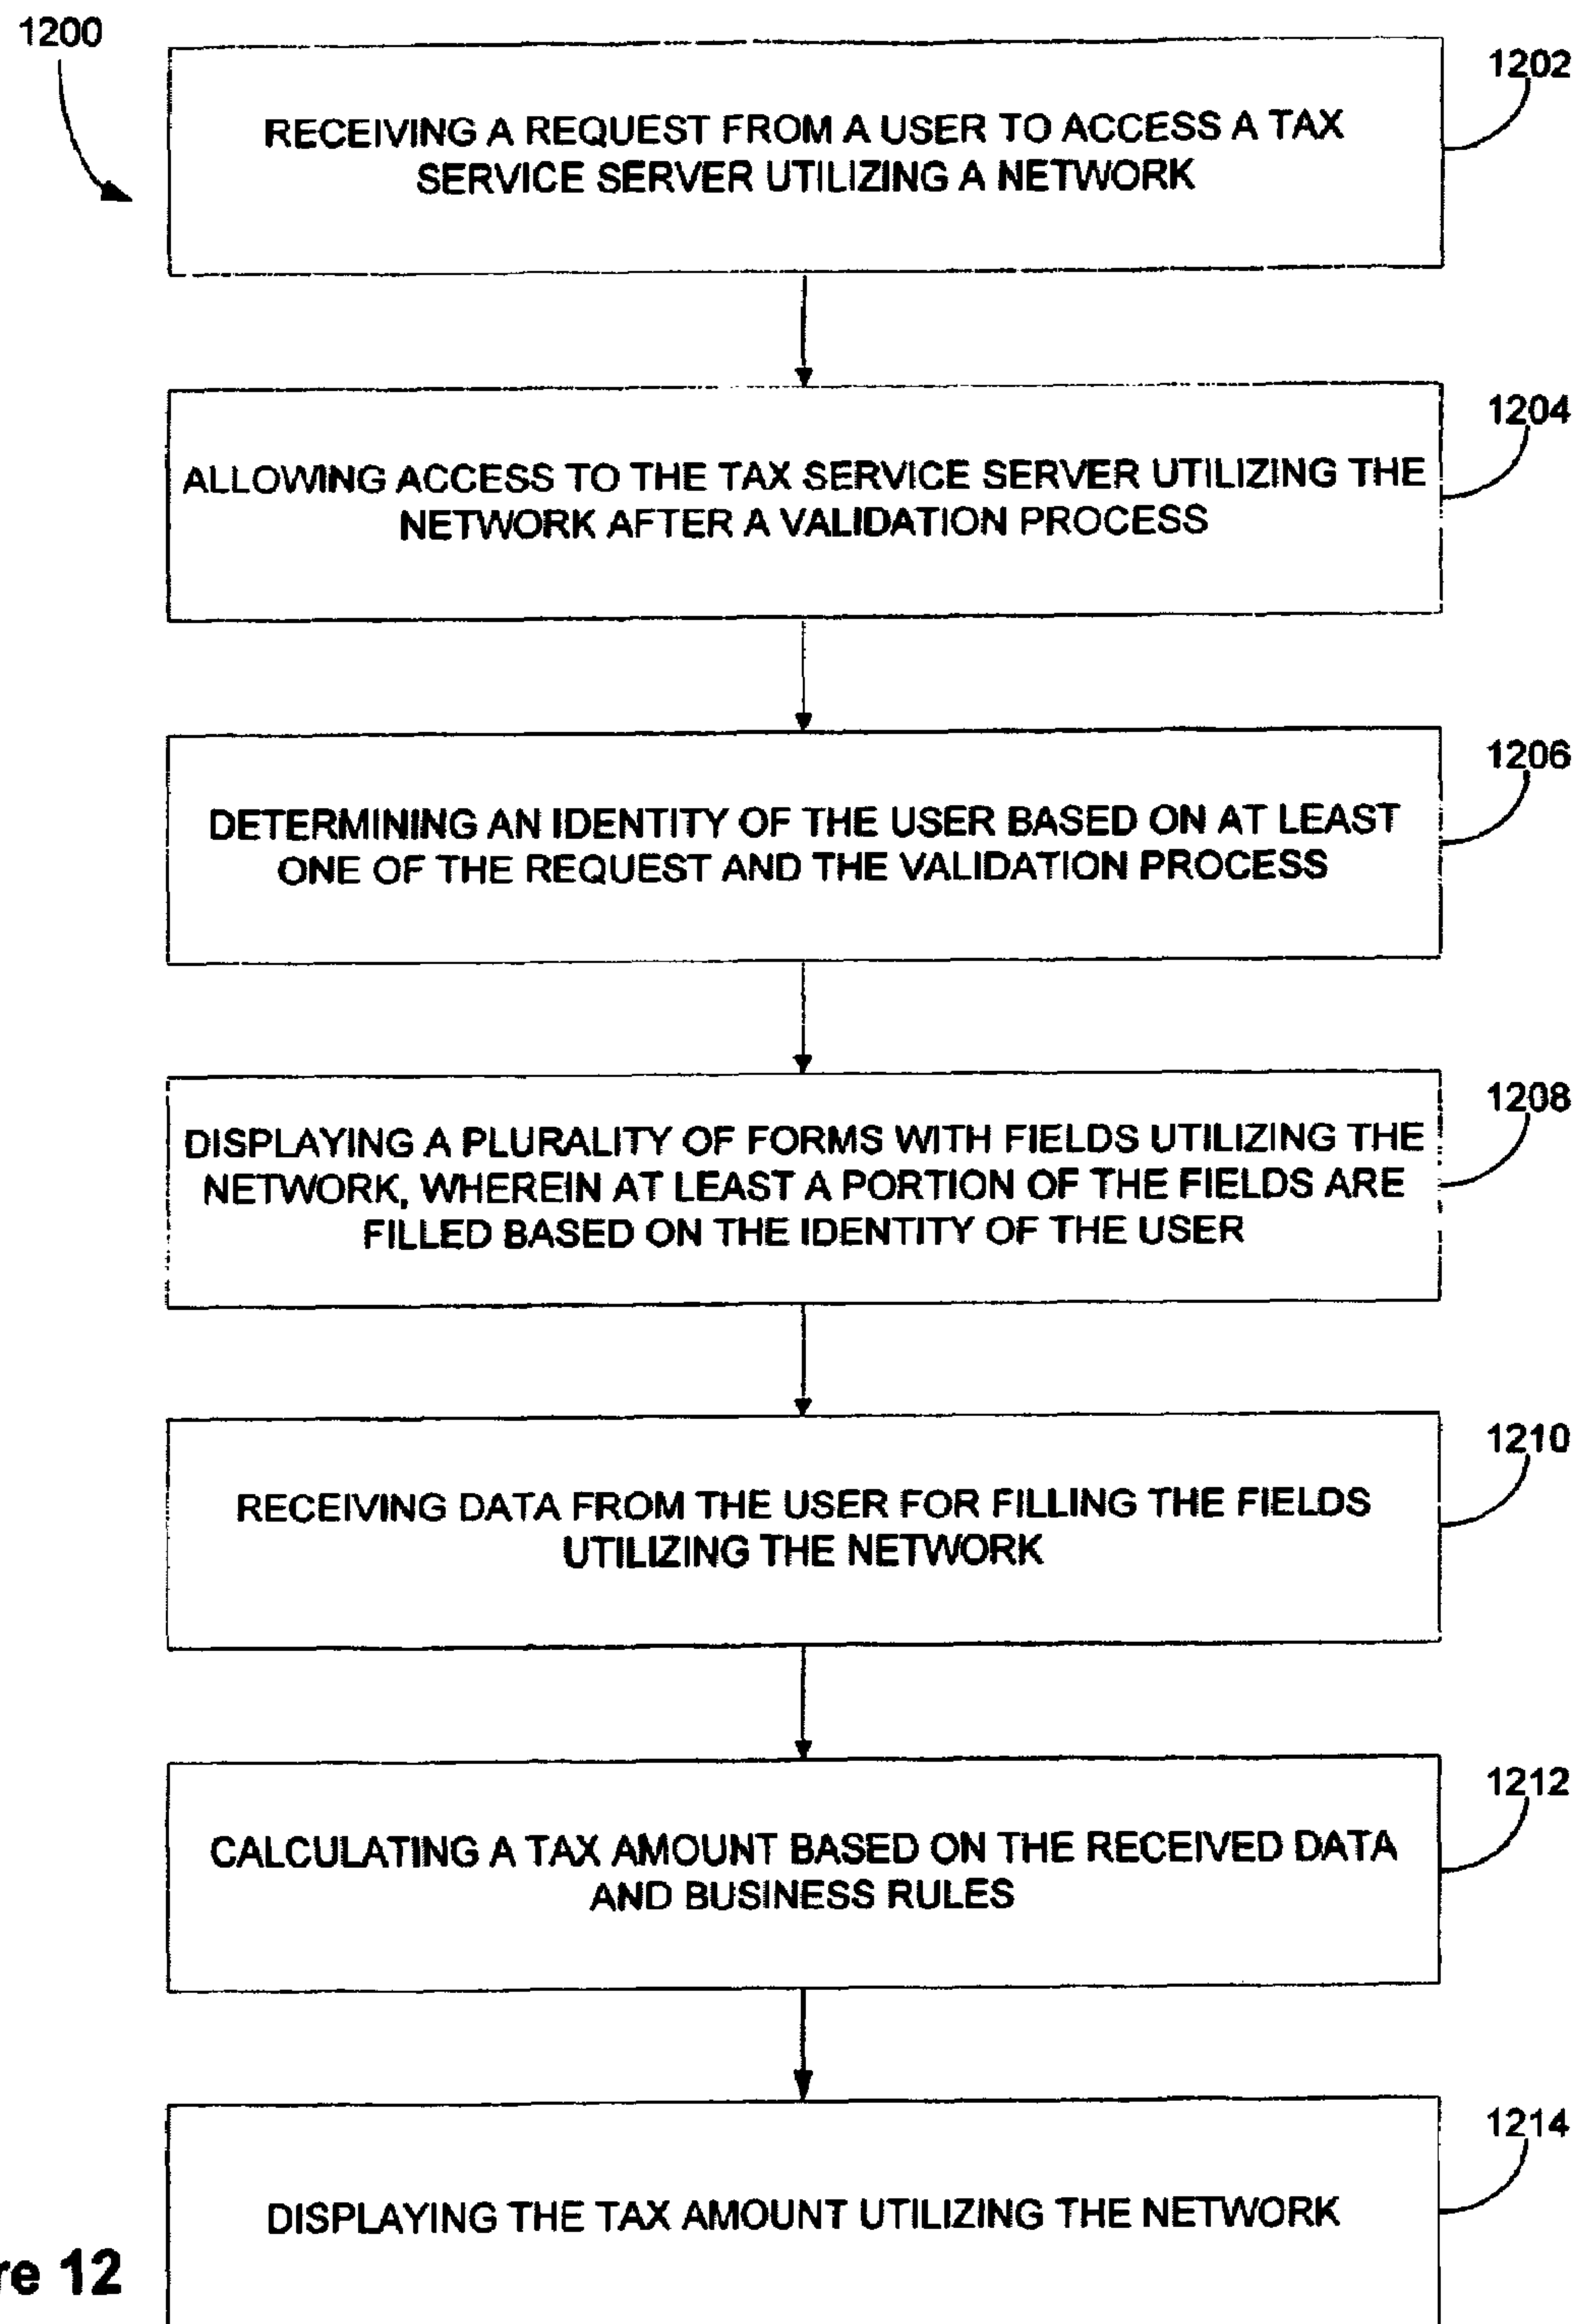 1200
1202
RECEIVING A REQUEST FROM A USER TO ACCESS A TAX
SERVICE SERVER UTILIZING A NETWORK
1204
ALLOWING ACCESS TO THE TAX SERVICE SERVER UTILIZING THE
NETWORK AFTER A VALIDATION PROCESS
1206
DETERMINING AN IDENTITY OF THE USER BASED ON AT LEAST
ONE OF THE REQUEST AND THE VALIDATION PROCESS
1208
DISPLAYING A PLURALITY OF FORMS WITH FIELDS UTILIZING THE
NETWORK, WHEREIN AT LEAST A PORTION OF THE FIELDS ARE
FILLED BASED ON THE IDENTITY OF THE USER
1210
RECEIVING DATA FROM THE USER FOR FILLING THE FIELDS
UTILIZING THE NETWORK
1212
CALCULATING A TAX AMOUNT BASED ON THE RECEIVED DATA
AND BUSINESS RULES
1214
DISPLAYING THE TAX AMOUNT UTILIZING THE NETWORK
re 12